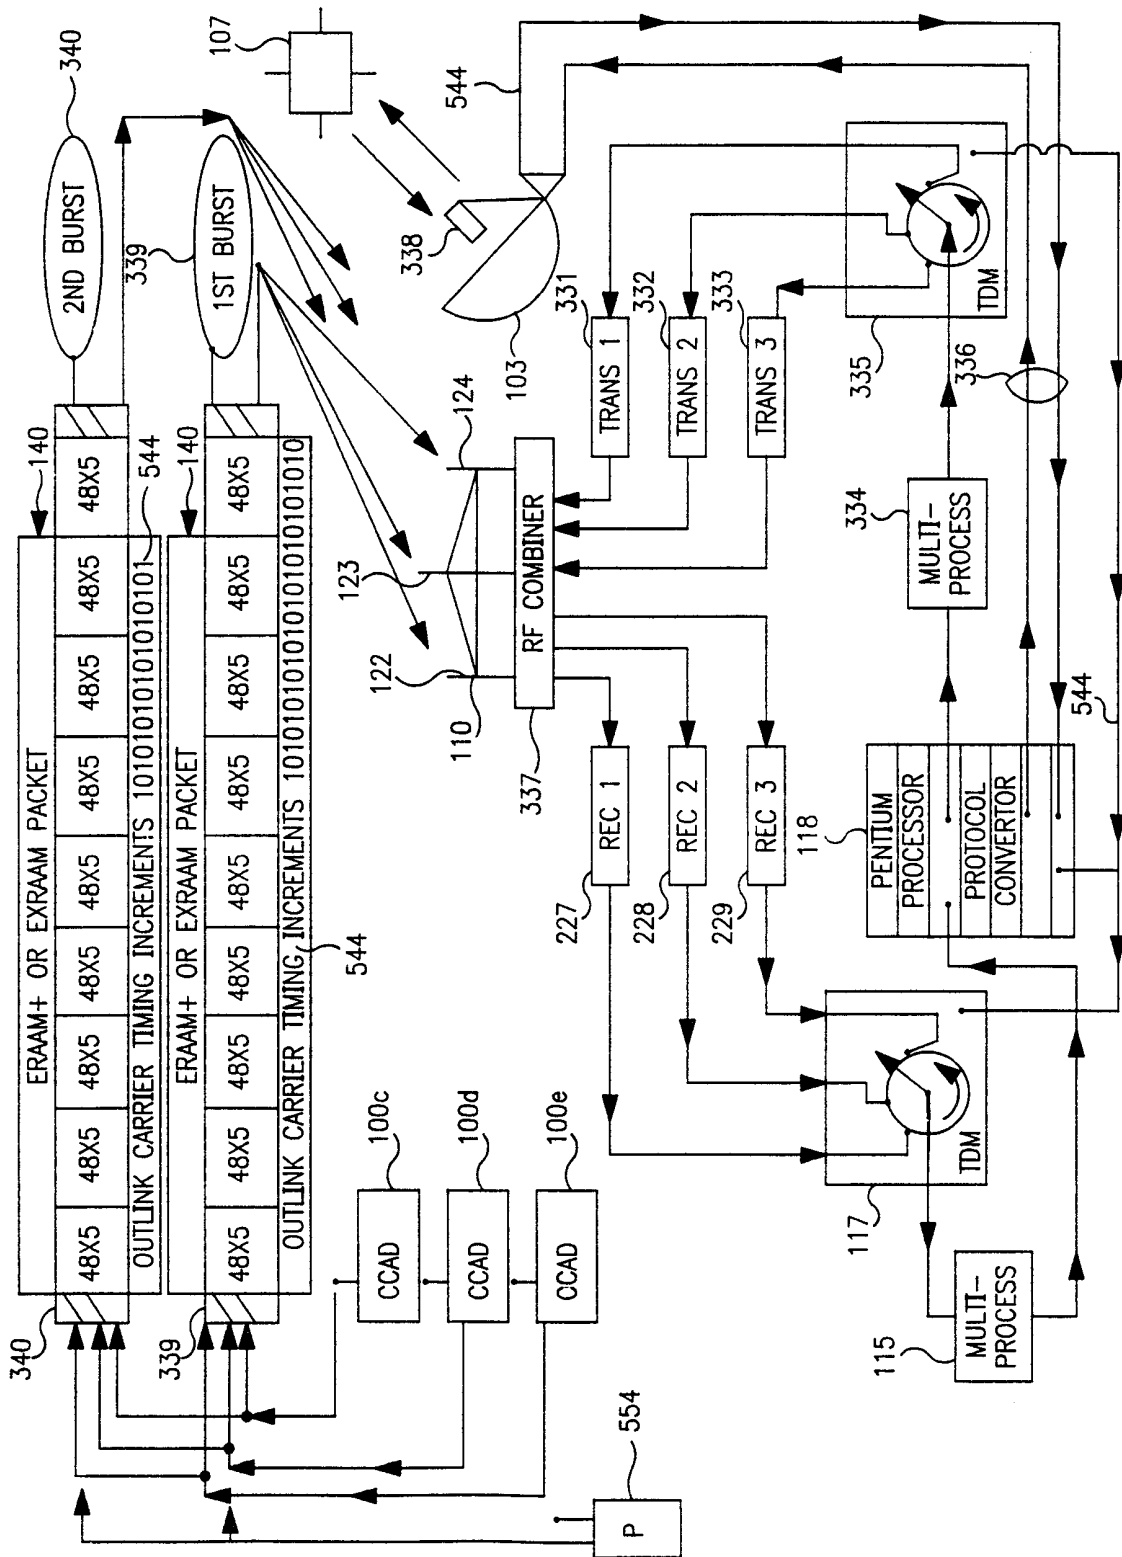 340
2ND BURST
107
339
1ST BURST
544
140
ERAAM+ OR EXRAAM PACKET
48X5 48X5 48X5 48X5 48X5 48X5 48X5 48X5 48X5
OUTLINK CARRIER TIMING INCREMENTS 10101010101010101
544
340
140
ERAAM+ OR EXRAAM PACKET
48X5 48X5 48X5 48X5 48X5 48X5 48X5 48X5 48X5
OUTLINK CARRIER TIMING INCREMENTS
544
339
338
103
124
123
122
110
RF COMBINER
337
100c
CCAD
100d
CCAD
100e
CCAD
554
P
331
TRANS 1
332
TRANS 2
333
TRANS 3
227
REC 1
228
REC 2
229
REC 3
TDM
335
336
334
MULTI-
PROCESS
118
PENTIUM
PROCESSOR
PROTOCOL
CONVERTOR
544
TDM
117
115
MULTI-
PROCESS